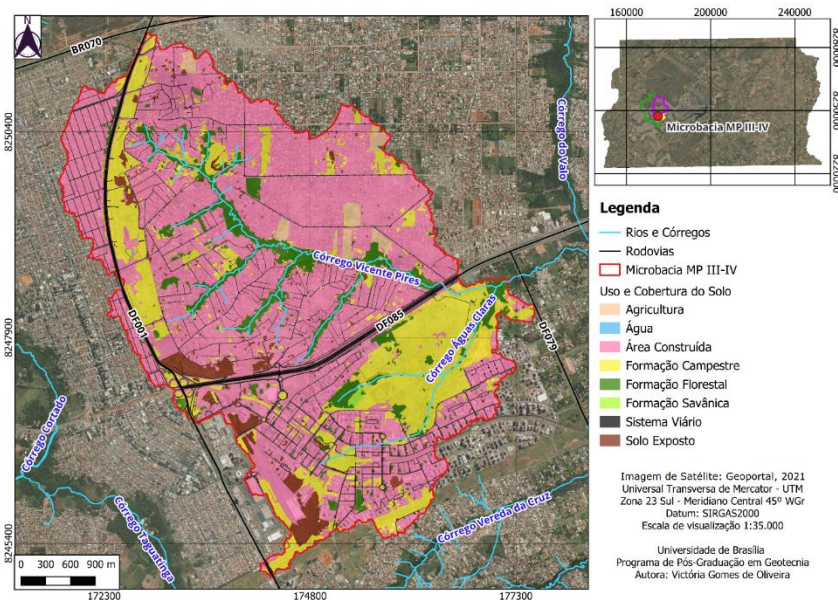 BR070
8250400
8247900
8245400
172300
174800
177300
DF001
DF085
DF079
Córrego do Valo
Córrego Vicente Pires
Córrego Águas Claras
Córrego Cortado
Córrego Taguatinga
Córrego Vereda da Cruz
0 300 600 900 m
160000 200000 240000
8280000
8220000
Microbacia MP III-IV
Legenda
Rios e Córregos
Rodovias
Microbacia MP III-IV
Uso e Cobertura do Solo
Agricultura
Água
Área Construída
Formação Campestre
Formação Florestal
Formação Savânica
Sistema Viário
Solo Exposto
Imagem de Satélite: Geoportal, 2021
Universal Transversa de Mercator - UTM
Zona 23 Sul - Meridiano Central 45º WGr
Datum: SIRGAS2000
Escala de visualização 1:35.000
Universidade de Brasília
Programa de Pós-Graduação em Geotecnia
Autora: Victória Gomes de Oliveira